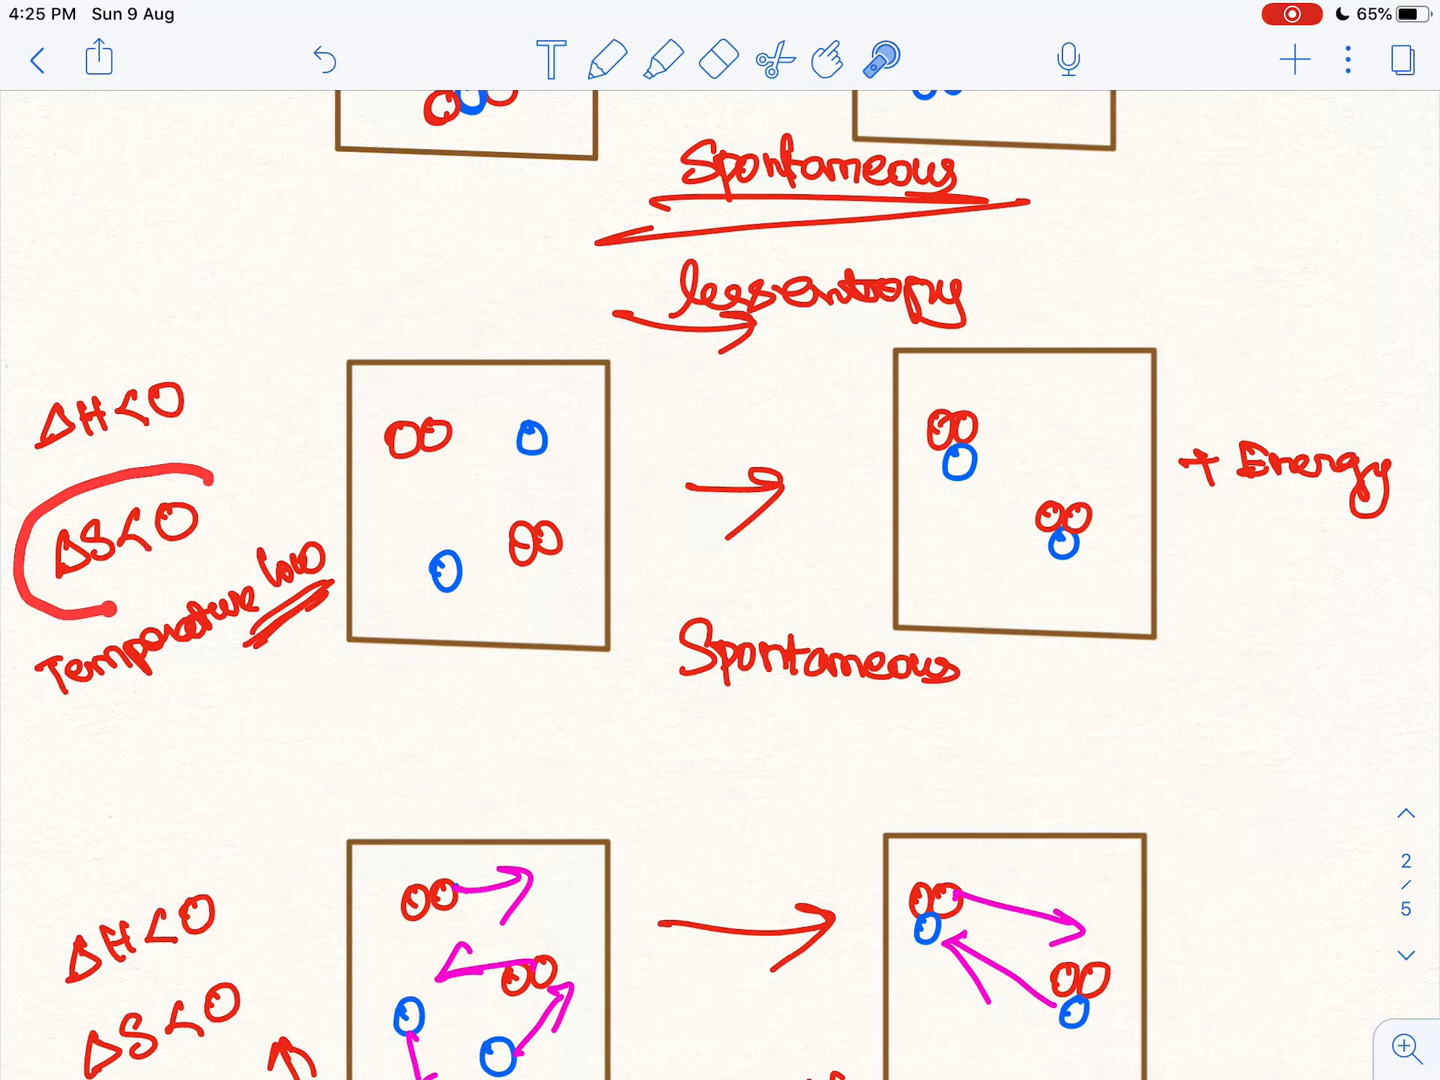 4:25 PM Sun 9 Aug
65%
Spontaneous
less entropy
ΔH<0
+ Energy
ΔS<0
Temperature low
Spontaneous
2
/
5
ΔH<0
ΔS<0